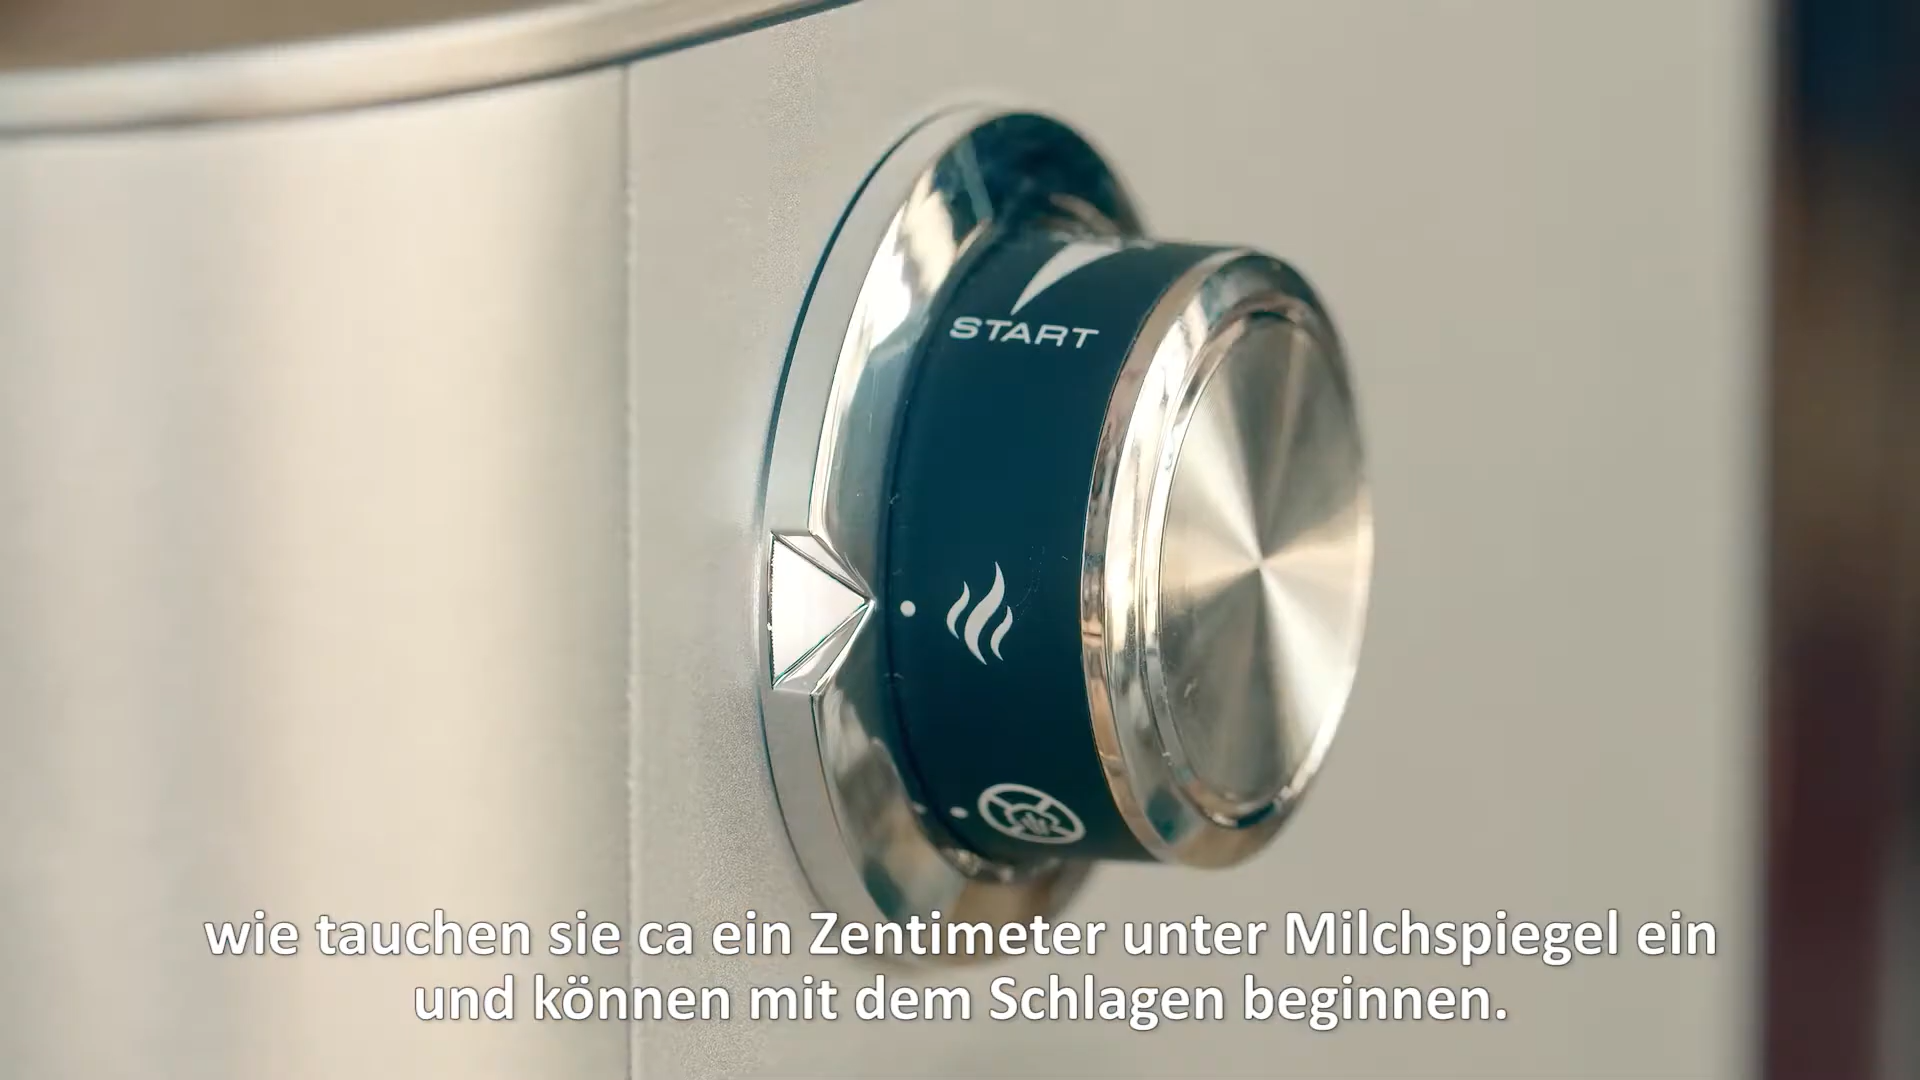 START
wie tauchen sie ca ein Zentimeter unter Milchspiegel ein
und können mit dem Schlagen beginnen.